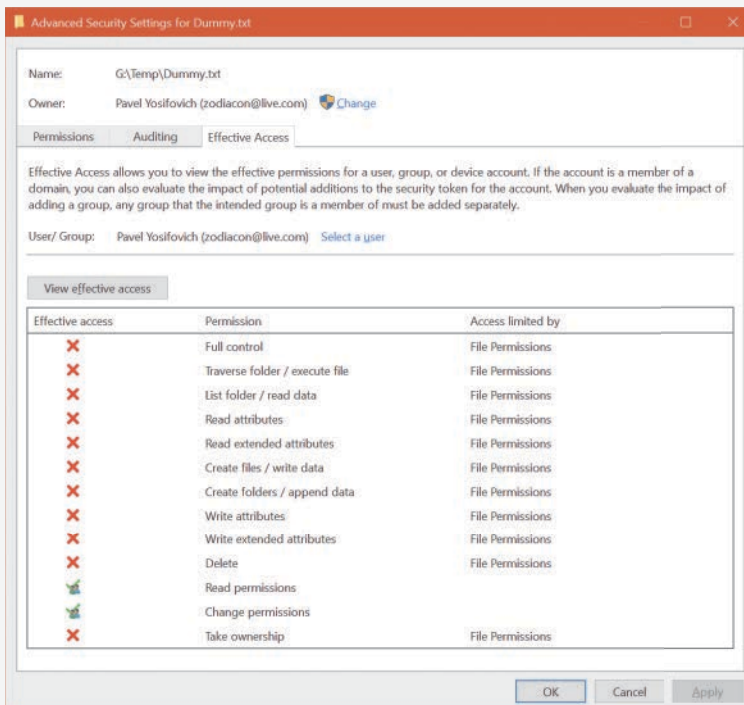 Advanced Security Settings for Dummy.txt
Name: G:\Temp\Dummy.txt
Owner: Pavel Yosifovich (zodiacon@live.com) Change
Permissions Auditing Effective Access
Effective Access allows you to view the effective permissions for a user, group, or device account. If the account is a member of a
domain, you can also evaluate the impact of potential additions to the security token for the account. When you evaluate the impact of
adding a group, any group that the intended group is a member of must be added separately.
User/ Group: Pavel Yosifovich (zodiacon@live.com) Select a user
View effective access
Effective access Permission Access limited by
Full control File Permissions
Traverse folder / execute file File Permissions
List folder / read data File Permissions
Read attributes File Permissions
Read extended attributes File Permissions
Create files / write data File Permissions
Create folders / append data File Permissions
Write attributes File Permissions
Write extended attributes File Permissions
Delete File Permissions
Read permissions
Change permissions
Take ownership File Permissions
OK Cancel Apply